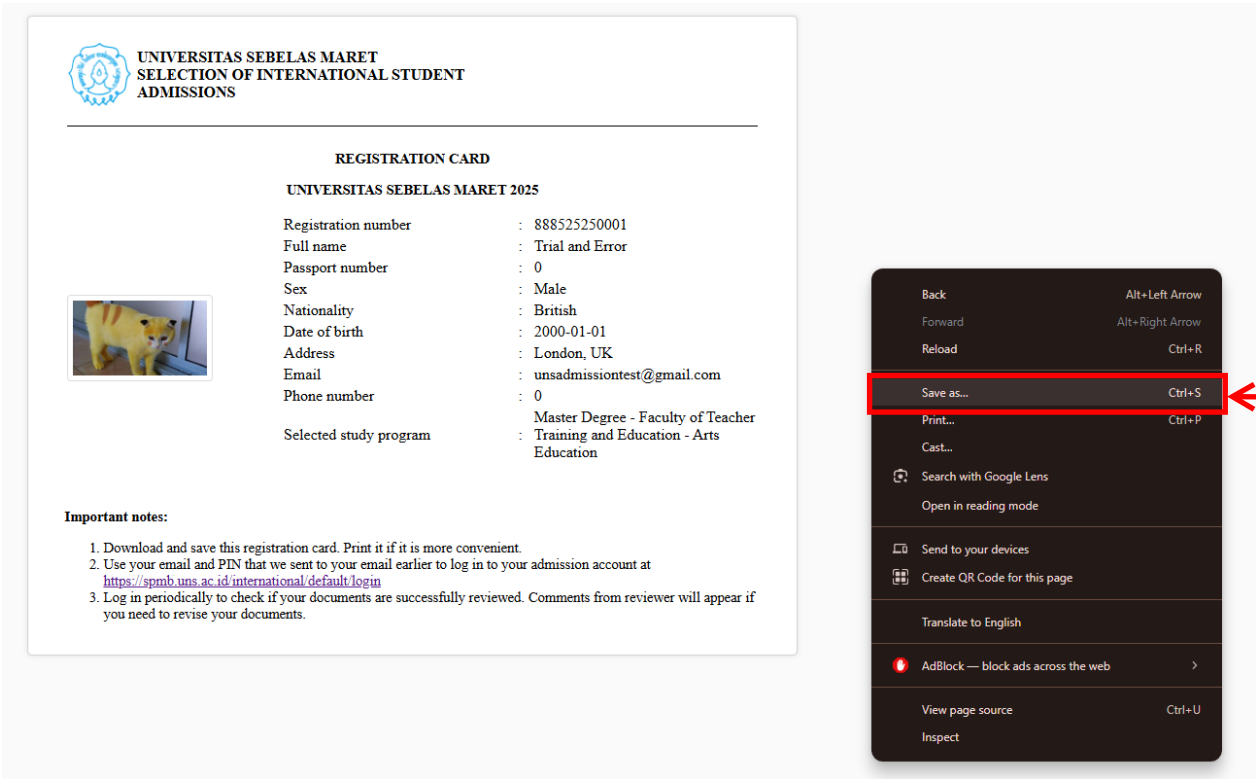 UNIVERSITAS SEBELAS MARET
SELECTION OF INTERNATIONAL STUDENT
ADMISSIONS
REGISTRATION CARD
UNIVERSITAS SEBELAS MARET 2025
Registration number : 888525250001
Full name : Trial and Error
Passport number : 0
Sex : Male
Nationality : British
Date of birth : 2000-01-01
Address : London, UK
Email : unsadmissiontest@gmail.com
Phone number : 0
Selected study program : Master Degree - Faculty of Teacher
Training and Education - Arts
Education
Important notes:
1. Download and save this registration card. Print it if it is more convenient.
2. Use your email and PIN that we sent to your email earlier to log in to your admission account at
https://spmb.uns.ac.id/international/default/login
3. Log in periodically to check if your documents are successfully reviewed. Comments from reviewer will appear if
you need to revise your documents.
Back Alt+Left Arrow
Forward Alt+Right Arrow
Reload Ctrl+R
Save as... Ctrl+S
Print... Ctrl+P
Cast...
Search with Google Lens
Open in reading mode
Send to your devices
Create QR Code for this page
Translate to English
AdBlock — block ads across the web
View page source Ctrl+U
Inspect